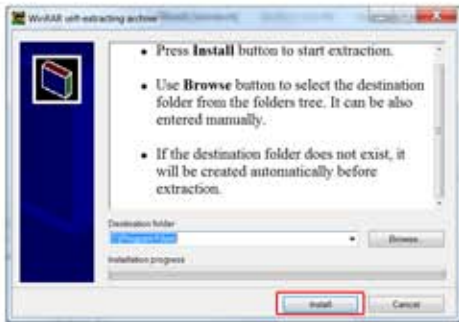 WinRAR self-extracting archive
• Press Install button to start extraction.
• Use Browse button to select the destination
folder from the folders tree. It can be also
entered manually.
• If the destination folder does not exist, it
will be created automatically before
extraction.
Destination folder
Browse...
Installation progress
Install
Cancel